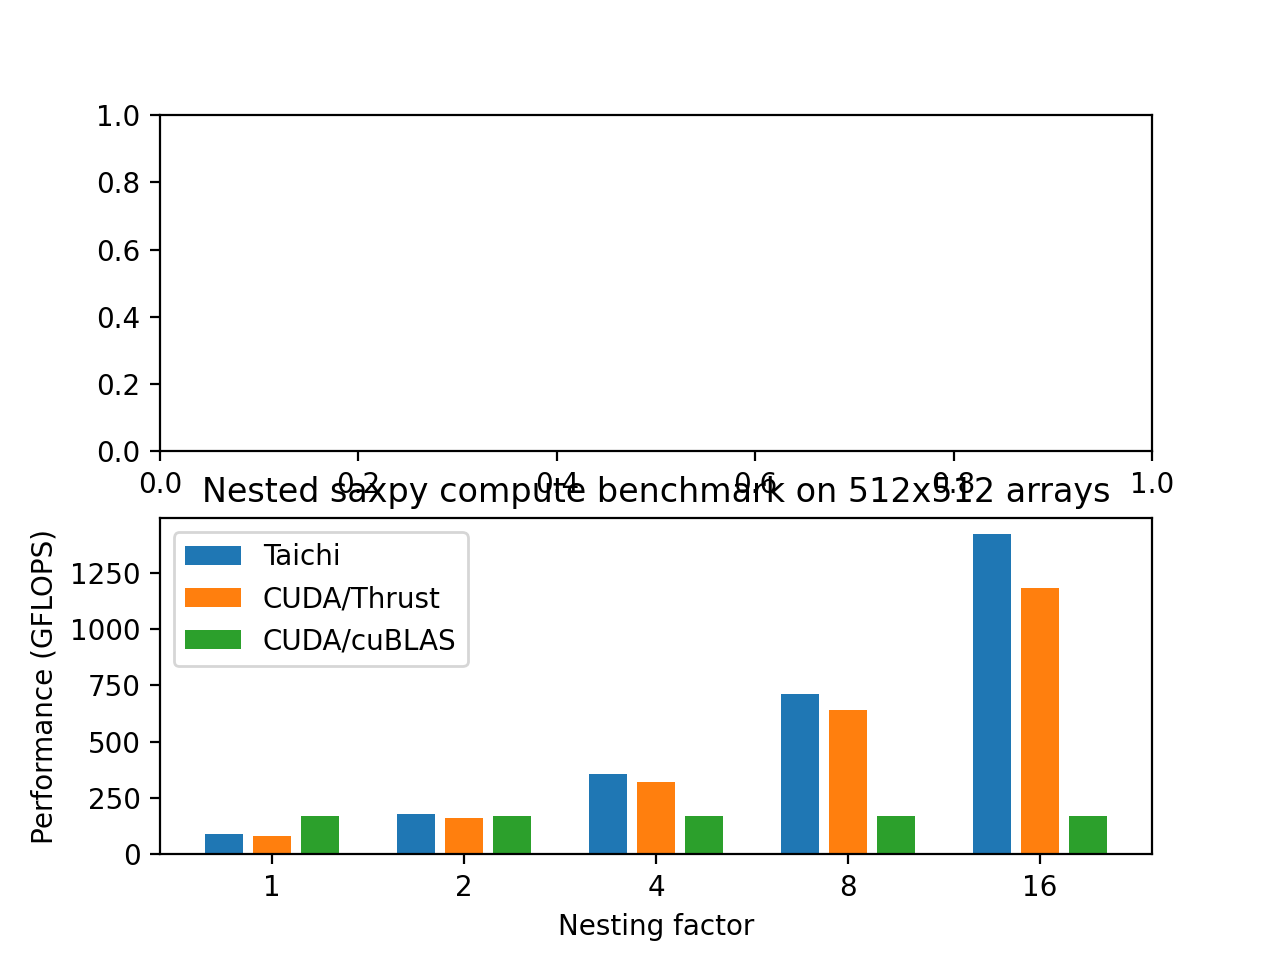 1.0
0.8
0.6
0.4
0.2
0.0
0.0 0.2 0.4 0.6 0.8 1.0
Nested saxpy compute benchmark on 512x512 arrays
Taichi
CUDA/Thrust
CUDA/cuBLAS
Performance (GFLOPS)
1250
1000
750
500
250
0
1 2 4 8 16
Nesting factor